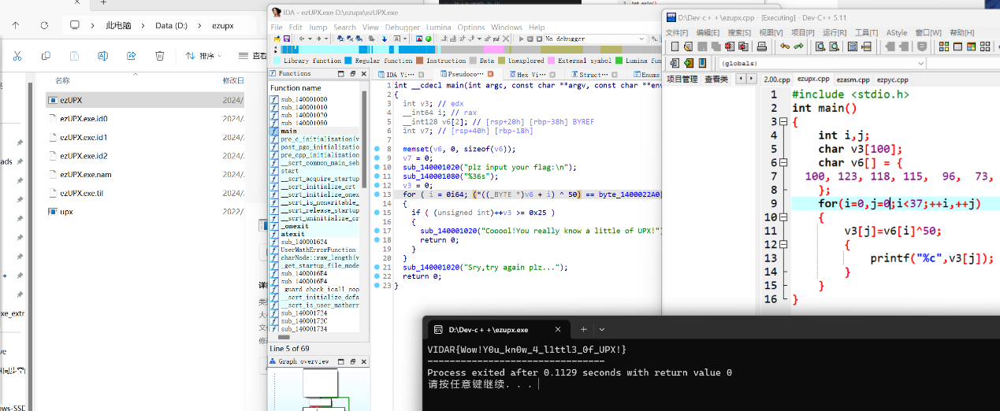 此电脑 > Data (D:) > ezupx
排序
查看
名称
修改日
ezUPX
2024/
ezUPX.exe.id0
2024/
ezUPX.exe.id1
2024/
ezUPX.exe.id2
2024/
ezUPX.exe.nam
2024/
ezUPX.exe.til
2024/
upx
2022/
IDA - ezUPX.exe D:\ezupx\ezUPX.exe
File Edit Jump Search View Debugger Lumina Options Windows Help
No debugger
Library function Regular function Instruction Data Unexplored External symbol Lumina fun
Functions
Function name
sub_140001000
sub_140001010
sub_140001020
sub_140001080
main
pre_c_initialization(v
post_pgo_initialization
pre_cpp_initialization
__scrt_common_main_seh
start
__scrt_acquire_startup
__scrt_initialize_crt
__scrt_initialize_onex
__scrt_is_nonwritable_
__scrt_release_startup
__scrt_uninitialize_cr
_onexit
atexit
sub_140001624
UserMathErrorFunction
charNode::raw_length(v
_get_startup_file_mode
sub_1400016E4
sub_1400016F4
_guard_check_icall_nop
__scrt_initialize_defa
__scrt_is_user_matherr
sub_140001724
sub_14000172C
sub_140001734
Line 5 of 69
Graph overview
IDA Vi··· Pseudoco··· Hex Vi··· Struct··· Enums
1 int __cdecl main(int argc, const char **argv, const char **env
2 {
3 int v3; // edx
4 __int64 i; // rax
5 __int128 v6[2]; // [rsp+20h] [rbp-38h] BYREF
6 int v7; // [rsp+40h] [rbp-18h]
7
8 memset(v6, 0, sizeof(v6));
9 v7 = 0;
10 sub_140001020("plz input your flag:\n");
11 sub_140001080("%36s");
12 v3 = 0;
13 for ( i = 0i64; (*((_BYTE *)v6 + i) ^ 50) == byte_1400022A0
14 {
15 if ( (unsigned int)++v3 >= 0x25 )
16 {
17 sub_140001020("Cooool!You really know a little of UPX!")
18 return 0;
19 }
20 }
21 sub_140001020("Sry,try again plz...");
22 return 0;
23 }
D:\Dev-c++\ezupx.cpp - [Executing] - Dev-C++ 5.11
文件[F] 编辑[E] 搜索[S] 视图[V] 项目[P] 运行[R] 工具[T] AStyle 窗口[W] 帮助[H]
(globals)
项目管理 查看类
2.00.cpp ezupx.cpp ezasm.cpp ezpyc.cpp
1 #include <stdio.h>
2 int main()
3 {
4 int i,j;
5 char v3[100];
6 char v6[] = {
7 100, 123, 118, 115, 96, 73,
8 };
9 for(i=0,j=0;i<37;++i,++j)
10 {
11 v3[j]=v6[i]^50;
12 {
13 printf("%c",v3[j]);
14 }
15 }
16 }
D:\Dev-c++\ezupx.exe
VIDAR{Wow!Y0u_kn0w_4_l1ttl3_0f_UPX!}
--------------------------------
Process exited after 0.1129 seconds with return value 0
请按任意键继续. . .